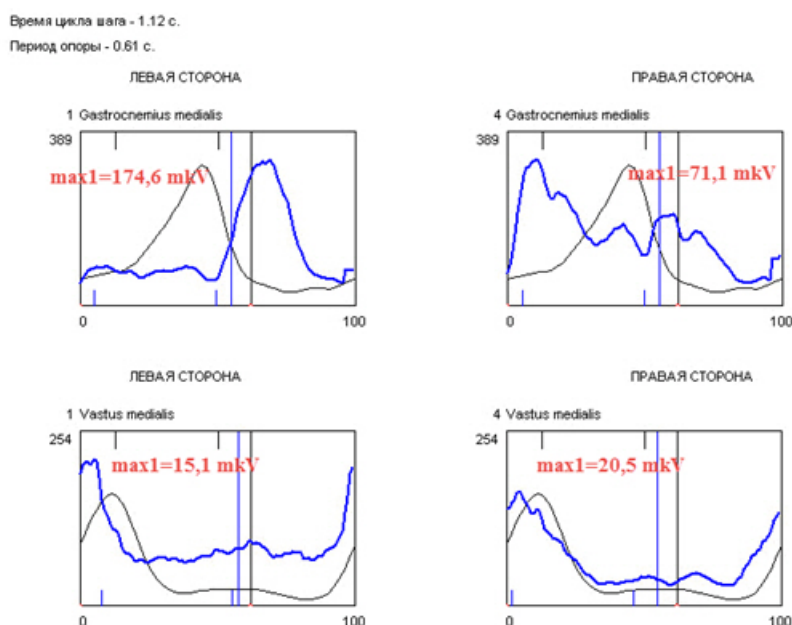 Время цикла шага - 1.12 с.
Период опоры - 0.61 с.
ЛЕВАЯ СТОРОНА
1 Gastrocnemius medialis
389
max1=174,6 mkV
0 100
ПРАВАЯ СТОРОНА
4 Gastrocnemius medialis
389
max1=71,1 mkV
0 100
ЛЕВАЯ СТОРОНА
1 Vastus medialis
254
max1=15,1 mkV
0 100
ПРАВАЯ СТОРОНА
4 Vastus medialis
254
max1=20,5 mkV
0 100